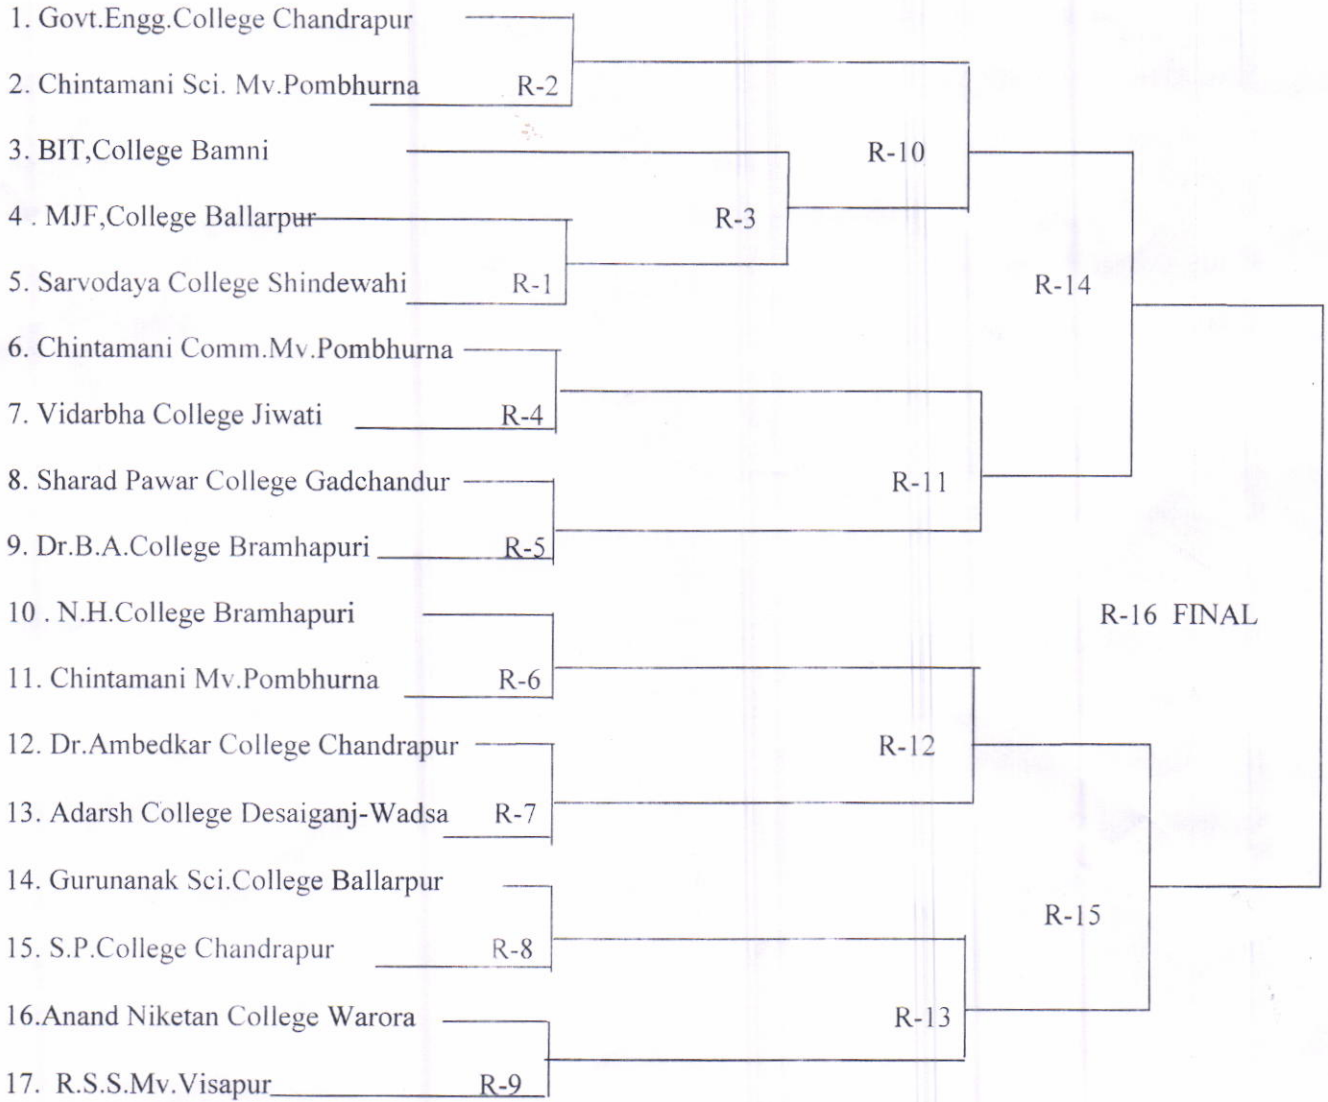 1. Govt.Engg.College Chandrapur
2. Chintamani Sci. Mv.Pombhurna R-2
3. BIT,College Bamni R-10
4 . MJF,College Ballarpur R-3
5. Sarvodaya College Shindewahi R-1 R-14
6. Chintamani Comm.Mv.Pombhurna
7. Vidarbha College Jiwati R-4
8. Sharad Pawar College Gadchandur R-11
9. Dr.B.A.College Bramhapuri R-5
10 . N.H.College Bramhapuri R-16 FINAL
11. Chintamani Mv.Pombhurna R-6
12. Dr.Ambedkar College Chandrapur R-12
13. Adarsh College Desaiganj-Wadsa R-7
14. Gurunanak Sci.College Ballarpur
R-15
15. S.P.College Chandrapur R-8
16.Anand Niketan College Warora R-13
17. R.S.S.Mv.Visapur R-9